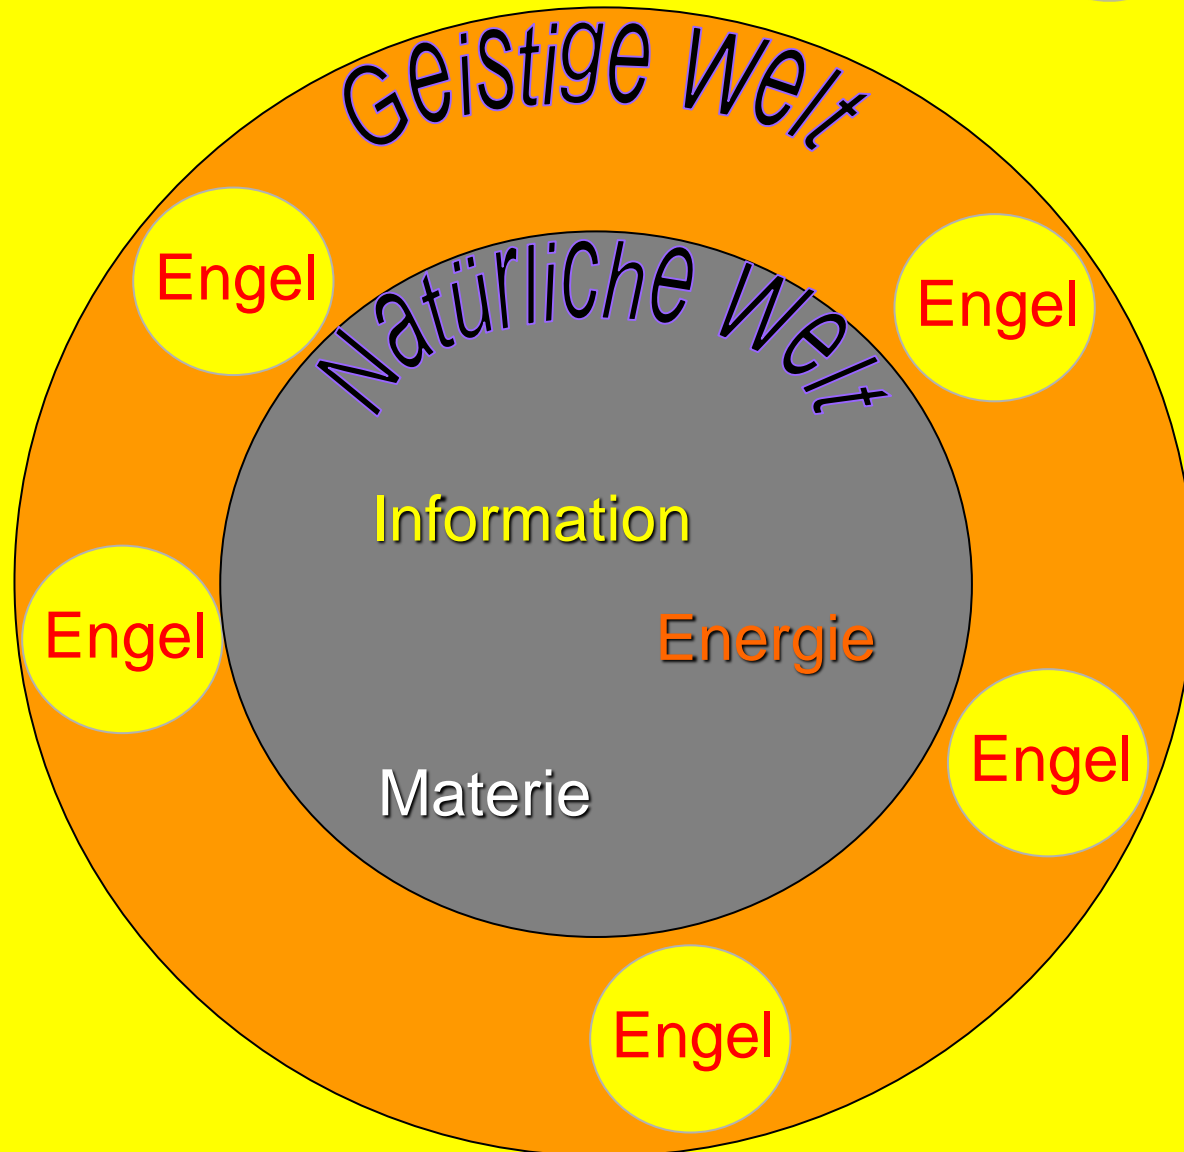 Geistige Welt
Engel
Natürliche Welt
Engel
Information
Engel
Energie
Engel
Materie
Engel